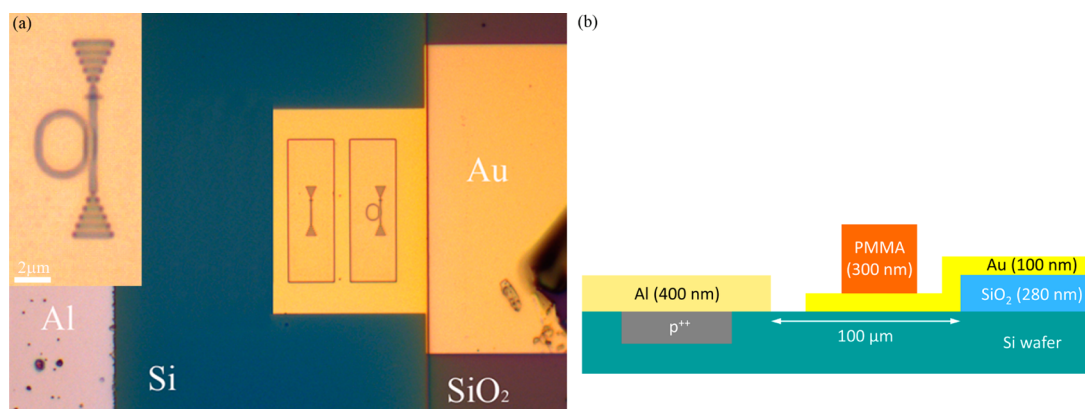 (a)
2μm
Al
Si
Au
SiO₂
(b)
PMMA
(300 nm)
Au (100 nm)
Al (400 nm)
SiO₂ (280 nm)
p⁺⁺
100 μm
Si wafer